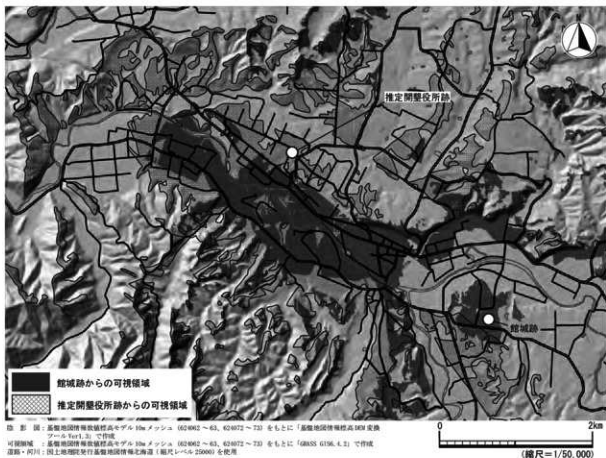 推定開墾役所跡
館城跡
館城跡からの可視領域
推定開墾役所跡からの可視領域
陰影図：基盤地図情報数値標高モデル10mメッシュ（624062～63、624072～73）をもとに「基盤地図情報標高DEM変換
ツールVer1.3」で作成
可視領域：基盤地図情報数値標高モデル10mメッシュ（624062～63、624072～73）をもとに「GRASS GIS6.4.2」で作成
道路・河川：国土地理院発行基盤地図情報北海道（縮尺レベル25000）を使用
0 2km
(縮尺=1/50,000)